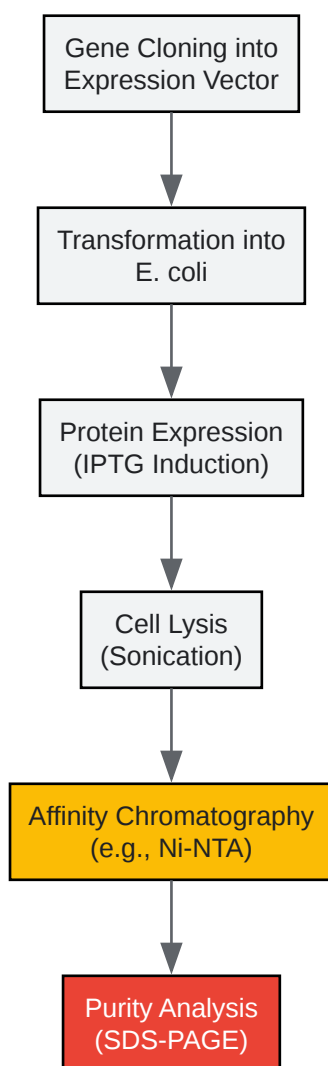 Gene Cloning into
Expression Vector
Transformation into
E. coli
Protein Expression
(IPTG Induction)
Cell Lysis
(Sonication)
Affinity Chromatography
(e.g., Ni-NTA)
Purity Analysis
(SDS-PAGE)